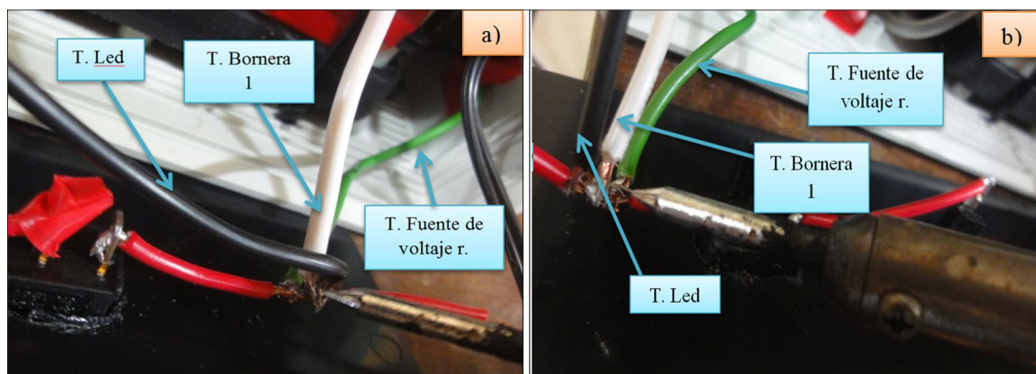 a)
T. Led
T. Bornera
1
T. Fuente de
voltaje r.
b)
T. Fuente de
voltaje r.
T. Bornera
1
T. Led